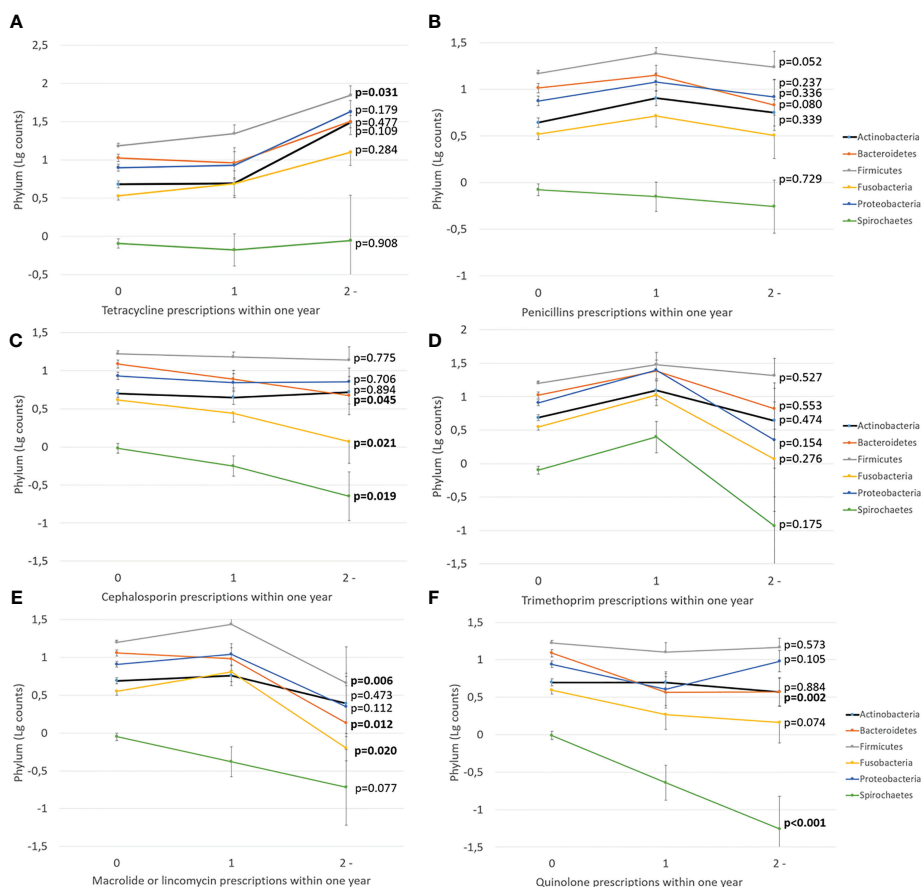 A
Phylum (Lg counts)
2,5
2
1,5
1
0,5
0
-0,5
p=0.031
p=0.179
p=0.477
p=0.109
p=0.284
p=0.908
0
1
2 -
Tetracycline prescriptions within one year
B
Phylum (Lg counts)
1,5
1
0,5
0
-0,5
-1
p=0.052
p=0.237
p=0.336
p=0.080
p=0.339
p=0.729
0
1
2 -
Penicillins prescriptions within one year
Actinobacteria
Bacteroidetes
Firmicutes
Fusobacteria
Proteobacteria
Spirochaetes
C
Phylum (Lg counts)
1,5
1
0,5
0
-0,5
-1
-1,5
p=0.775
p=0.706
p=0.894
p=0.045
p=0.021
p=0.019
0
1
2 -
Cephalosporin prescriptions within one year
D
Phylum (Lg counts)
2
1,5
1
0,5
0
-0,5
-1
-1,5
p=0.527
p=0.553
p=0.474
p=0.154
p=0.276
p=0.175
0
1
2 -
Trimethoprim prescriptions within one year
Actinobacteria
Bacteroidetes
Firmicutes
Fusobacteria
Proteobacteria
Spirochaetes
E
Phylum (Lg counts)
1,5
1
0,5
0
-0,5
-1
-1,5
p=0.006
p=0.473
p=0.112
p=0.012
p=0.020
p=0.077
0
1
2 -
Macrolide or lincomycin prescriptions within one year
F
Phylum (Lg counts)
1,5
1
0,5
0
-0,5
-1
-1,5
p=0.573
p=0.105
p=0.884
p=0.002
p=0.074
p<0.001
0
1
2 -
Quinolone prescriptions within one year
Actinobacteria
Bacteroidetes
Firmicutes
Fusobacteria
Proteobacteria
Spirochaetes